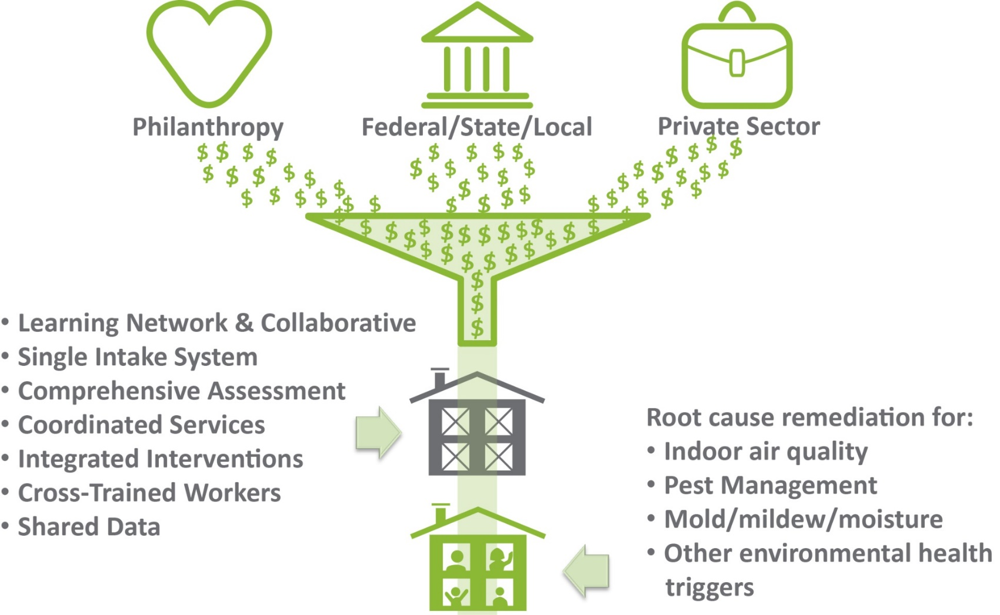 Philanthropy
Federal/State/Local
Private Sector
• Learning Network & Collaborative
• Single Intake System
• Comprehensive Assessment
• Coordinated Services
• Integrated Interventions
• Cross-Trained Workers
• Shared Data
Root cause remediation for:
• Indoor air quality
• Pest Management
• Mold/mildew/moisture
• Other environmental health
triggers